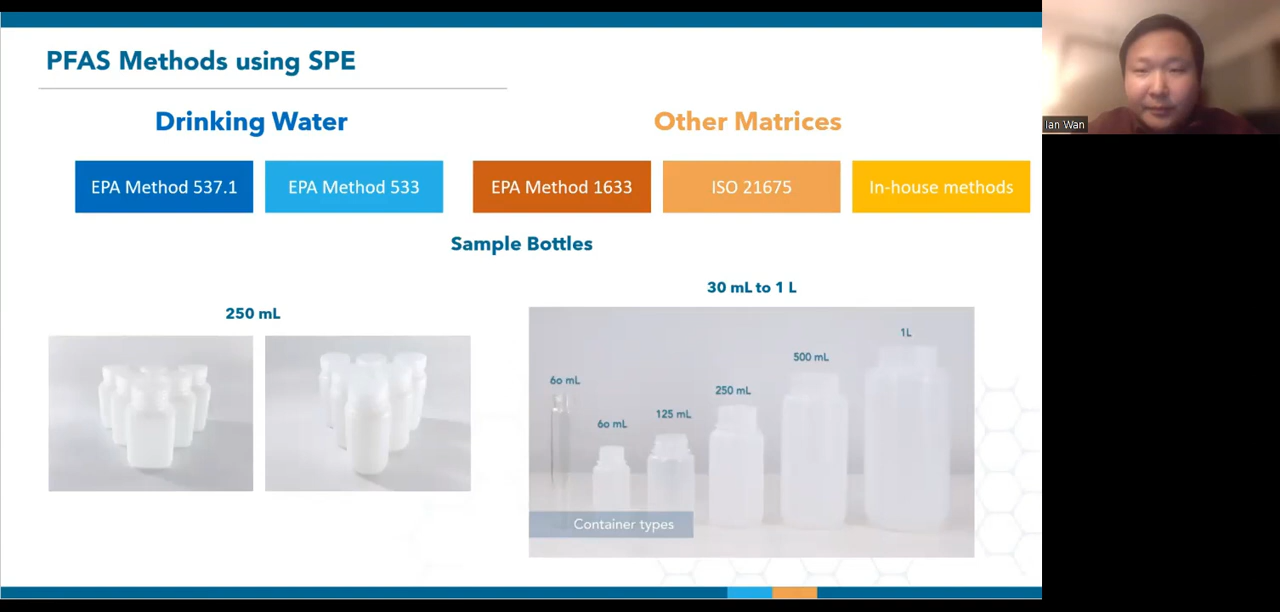 PFAS Methods using SPE
Drinking Water
Other Matrices
EPA Method 537.1
EPA Method 533
EPA Method 1633
ISO 21675
In-house methods
Sample Bottles
250 mL
30 mL to 1 L
60 mL
60 mL
125 mL
250 mL
500 mL
1L
Container types
Ian Wan